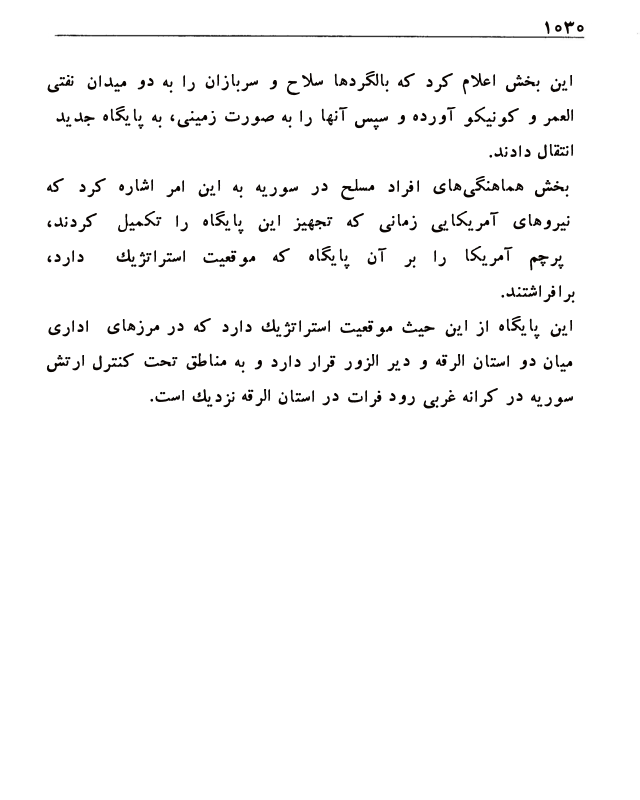 ۱۰۳۰
این بخش اعلام کرد که بالگردها سلاح و سربازان را به دو میدان نفتی
العمر و کونیکو آورده و سپس آنها را به صورت زمینی، به پایگاه جدید
انتقال دادند.
بخش هماهنگی‌های افراد مسلح در سوریه به این امر اشاره کرد که
نیروهای آمریکایی زمانی که تجهیز این پایگاه را تکمیل کردند،
پرچم آمریکا را بر آن پایگاه که موقعیت استراتژیك دارد،
برافراشتند.
این پایگاه از این حیث موقعیت استراتژیك دارد که در مرزهای اداری
میان دو استان الرقه و دیر الزور قرار دارد و به مناطق تحت کنترل ارتش
سوریه در کرانه غربی رود فرات در استان الرقه نزدیك است.